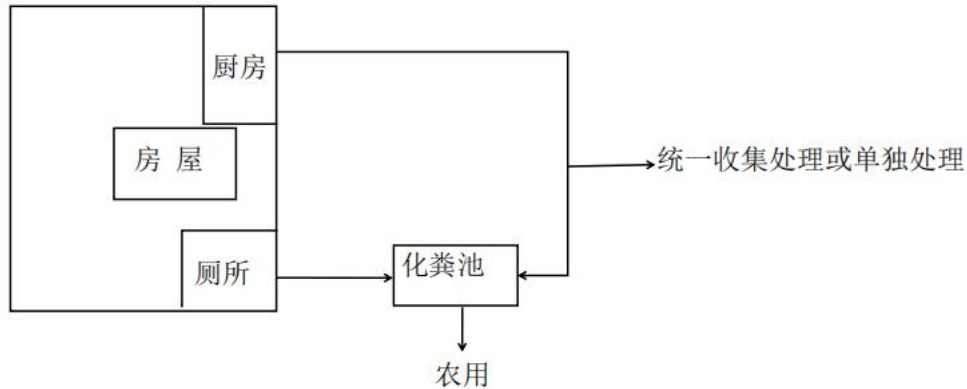 厨房
房 屋
统一收集处理或单独处理
厕所
化粪池
农用